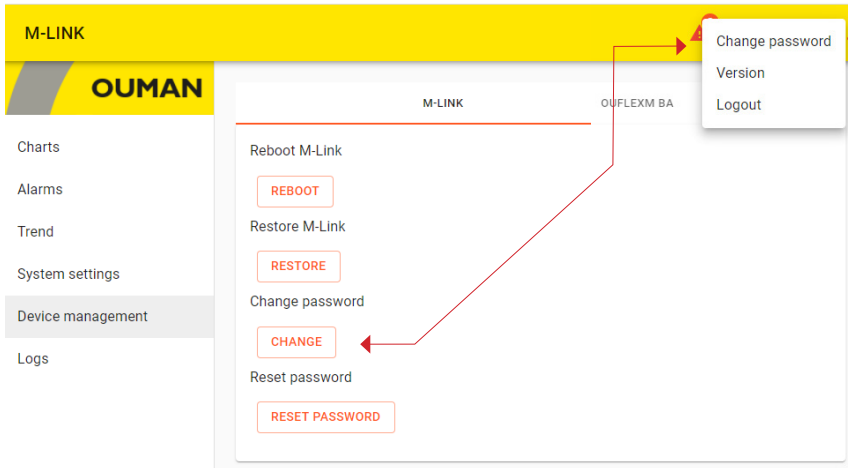 M-LINK
Change password
Version
Logout
OUMAN
Charts
Alarms
Trend
System settings
Device management
Logs
M-LINK
OUFLEXM BA
Reboot M-Link
REBOOT
Restore M-Link
RESTORE
Change password
CHANGE
Reset password
RESET PASSWORD